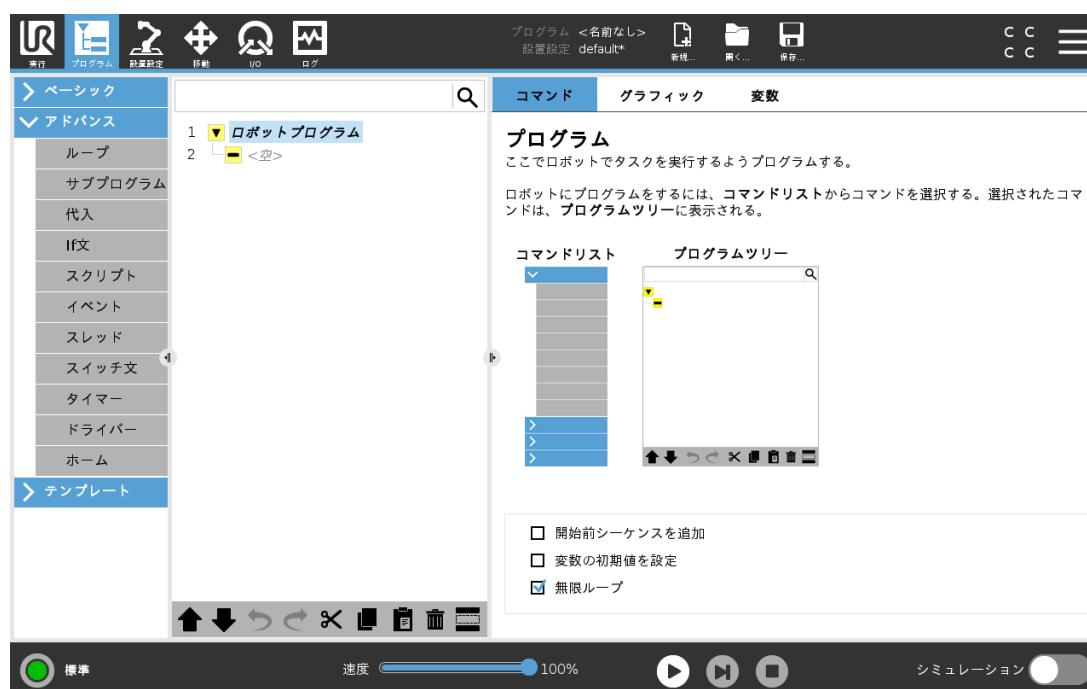 UR
実行
プログラム
設置設定
移動
I/O
ログ
プログラム <名前なし>
設置設定 default*
新規...
開く...
保存...
C C
C C
ベーシック
アドバンス
ループ
サブプログラム
代入
If文
スクリプト
イベント
スレッド
スイッチ文
タイマー
ドライバー
ホーム
テンプレート
1 ロボットプログラム
2 <空>
コマンド グラフィック 変数
プログラム
ここでロボットでタスクを実行するようプログラムする。
ロボットにプログラムをするには、コマンドリストからコマンドを選択する。選択されたコマ
ンドは、プログラムツリーに表示される。
コマンドリスト プログラムツリー
開始前シーケンスを追加
変数の初期値を設定
無限ループ
標準
速度 100%
シミュレーション